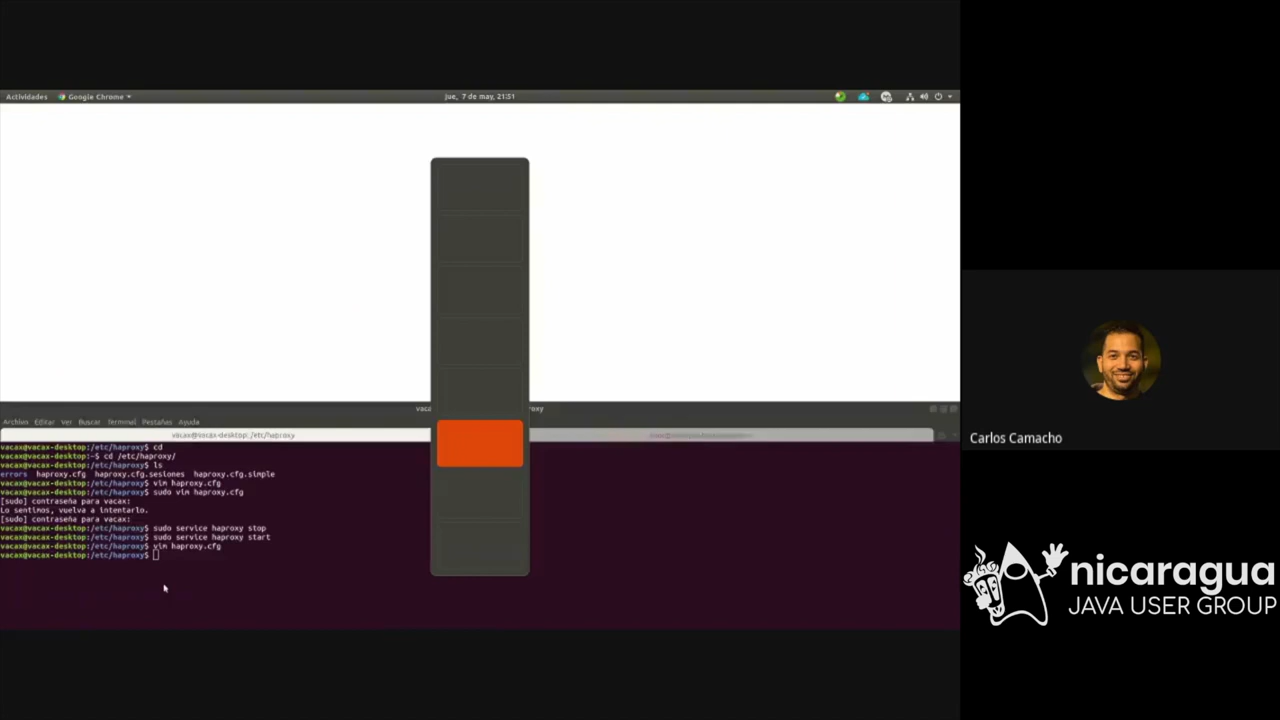 Actividades Google Chrome jue, 7 de may, 21:51
Archivo Editar Ver Buscar Terminal Pestañas Ayuda
vacax@vacax-desktop:/etc/haproxy
vacax@vacax-desktop:/etc/haproxy$ cd
vacax@vacax-desktop:~$ cd /etc/haproxy/
vacax@vacax-desktop:/etc/haproxy$ ls
errors haproxy.cfg haproxy.cfg.sesiones haproxy.cfg.simple
vacax@vacax-desktop:/etc/haproxy$ vim haproxy.cfg
vacax@vacax-desktop:/etc/haproxy$ sudo vim haproxy.cfg
[sudo] contraseña para vacax:
Lo sentimos, vuelva a intentarlo.
[sudo] contraseña para vacax:
vacax@vacax-desktop:/etc/haproxy$ sudo service haproxy stop
vacax@vacax-desktop:/etc/haproxy$ sudo service haproxy start
vacax@vacax-desktop:/etc/haproxy$ vim haproxy.cfg
vacax@vacax-desktop:/etc/haproxy$
Carlos Camacho
nicaragua
JAVA USER GROUP